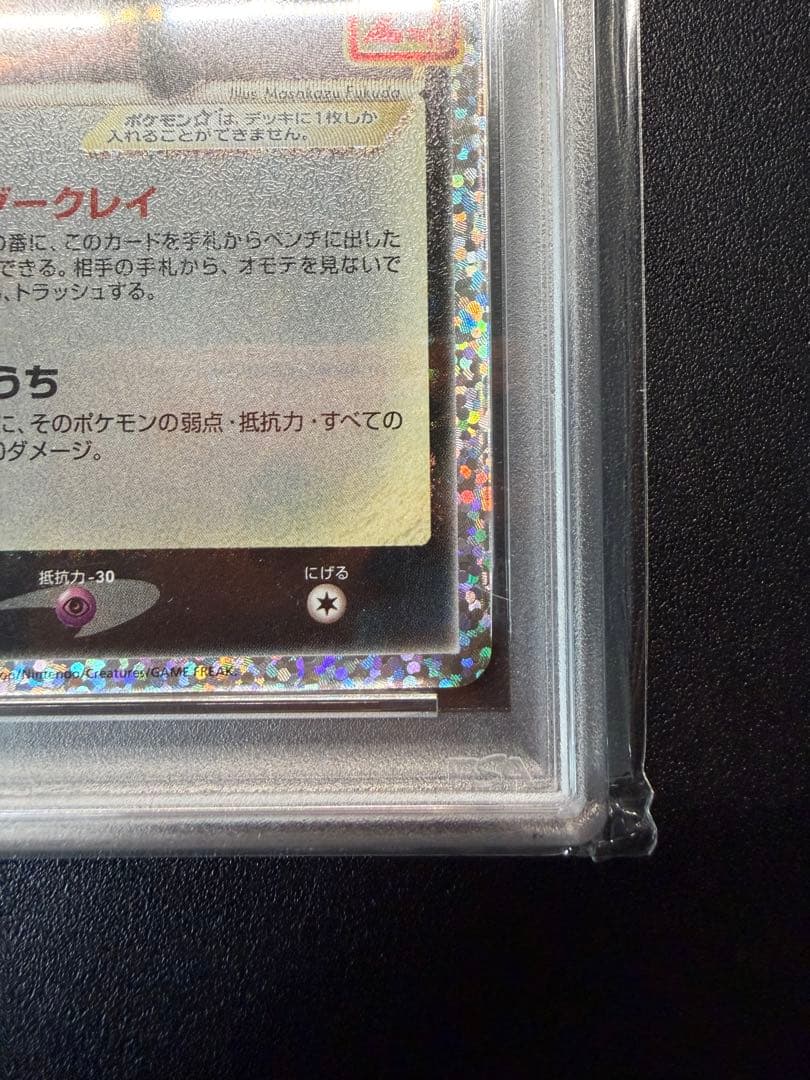 Illus. Masakazu Fukuda
ポケモン☆は、デッキに1枚しか
入れることができません。
ダークレイ
の番に、このカードを手札からベンチに出した
できる。相手の手札から、オモテを見ないで
、トラッシュする。
うち
に、そのポケモンの弱点・抵抗力・すべての
0ダメージ。
抵抗力 -30
にげる
/Nintendo/Creatures/GAME FREAK.
PSA